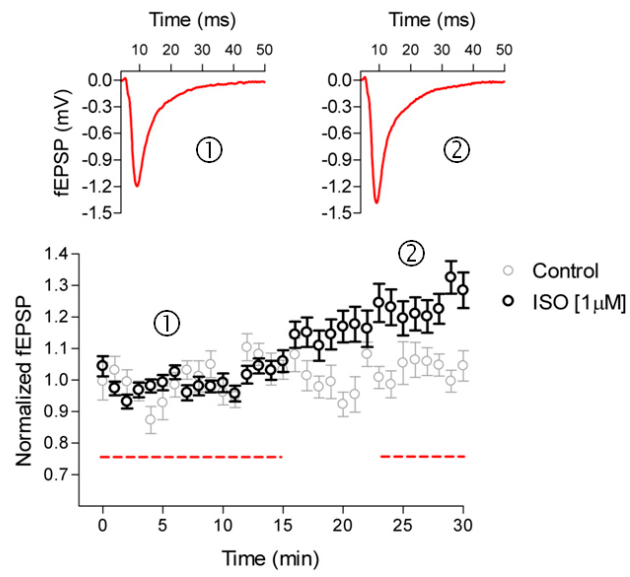 Time (ms) Time (ms)
10 20 30 40 50 10 20 30 40 50
0.0 0.0
-0.3 -0.3
-0.6 -0.6
-0.9 -0.9
-1.2 -1.2
-1.5 -1.5
fEPSP (mV)
① ②
1.4
1.3
1.2
1.1
1.0
0.9
0.8
0.7
Normalized fEPSP
① ②
Control
ISO [1µM]
0 5 10 15 20 25 30
Time (min)